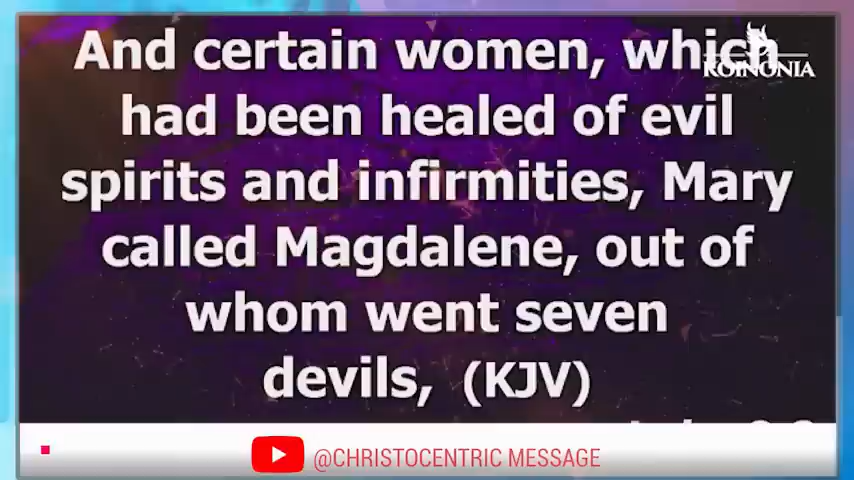 And certain women, which
KOINONIA
had been healed of evil
spirits and infirmities, Mary
called Magdalene, out of
whom went seven
devils, (KJV)
@CHRISTOCENTRIC MESSAGE